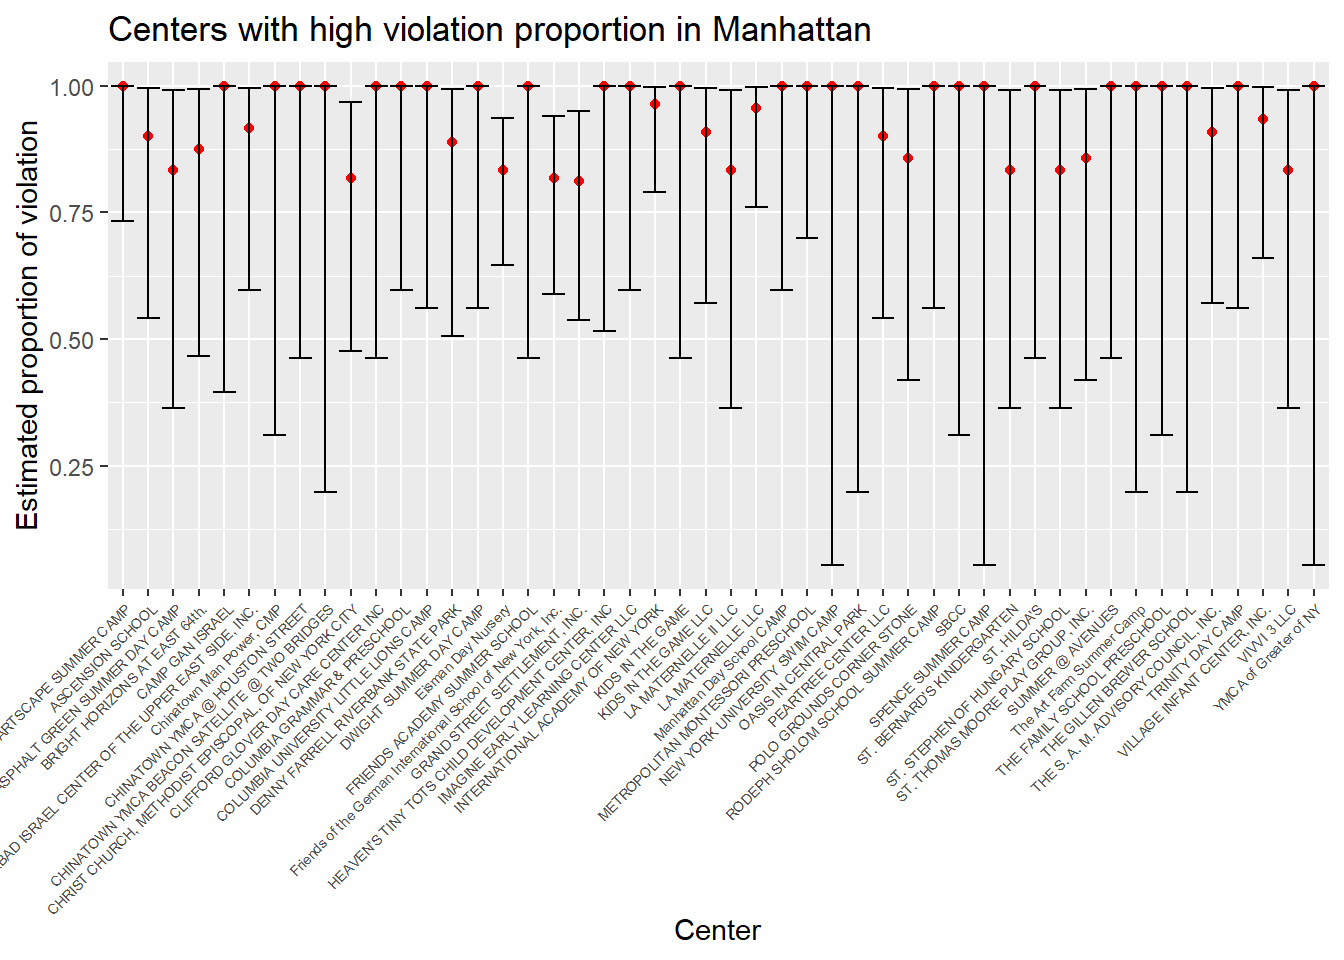 Centers with high violation proportion in Manhattan
Estimated proportion of violation
1.00
0.75
0.50
0.25
ARTSCAPE SUMMER CAMP
ASCENSION SCHOOL
ASPHALT GREEN SUMMER DAY CAMP
BRIGHT HORIZONS AT EAST 64th.
CAMP GAN ISRAEL
BAD ISRAEL CENTER OF THE UPPER EAST SIDE, INC.
Chinatown Man Power, CMP
CHINATOWN YMCA @ HOUSTON STREET
CHINATOWN YMCA BEACON SATELLITE @ TWO BRIDGES
CHRIST CHURCH, METHODIST EPISCOPAL, OF NEW YORK CITY
CLIFFORD GLOVER DAY CARE CENTER INC
COLUMBIA GRAMMAR & PRESCHOOL
COLUMBIA UNIVERSITY LITTLE LIONS CAMP
DENNY FARRELL RIVERBANK STATE PARK
DWIGHT SUMMER DAY CAMP
Eisman Day Nursery
FRIENDS ACADEMY SUMMER SCHOOL
Friends of the German International School of New York, Inc.
GRAND STREET SETTLEMENT, INC.
HEAVEN'S TINY TOTS CHILD DEVELOPMENT CENTER, INC
IMAGINE EARLY LEARNING CENTER LLC
INTERNATIONAL ACADEMY OF NEW YORK
KIDS IN THE GAME
KIDS IN THE GAME LLC
LA MATERNELLE II LLC
LA MATERNELLE LLC
Manhattan Day School CAMP
METROPOLITAN MONTESSORI PRESCHOOL
NEW YORK UNIVERSITY SWIM CAMP
OASIS IN CENTRAL PARK
PEARTREE CENTER LLC
POLO GROUNDS CORNER STONE
RODEPH SHOLOM SCHOOL SUMMER CAMP
SBCC
SPENCE SUMMER CAMP
ST. BERNARD'S KINDERGARTEN
ST. HILDA'S
ST. STEPHEN OF HUNGARY SCHOOL
ST. THOMAS MOORE PLAY GROUP, INC.
SUMMER @ AVENUES
The Art Farm Summer Camp
THE FAMILY SCHOOL PRESCHOOL
THE GILLEN BREWER SCHOOL
THE S. A. M. ADVISORY COUNCIL, INC.
TRINITY DAY CAMP
VILLAGE INFANT CENTER, INC.
VIVVI 3 LLC
YMCA of Greater of NY
Center